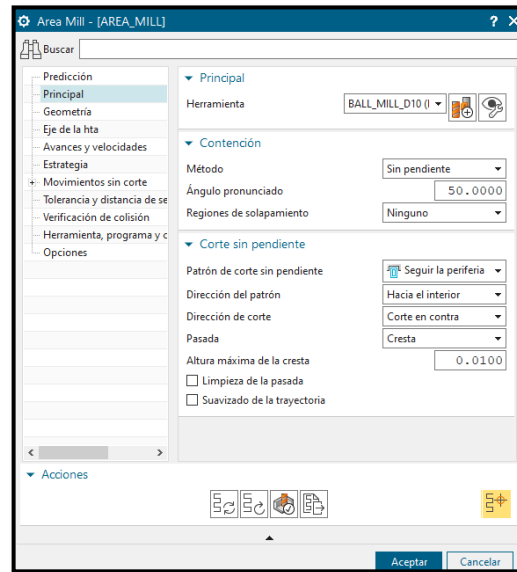 Area Mill - [AREA_MILL]
Buscar
Predicción
Principal
Geometría
Eje de la hta
Avances y velocidades
Estrategia
Movimientos sin corte
Tolerancia y distancia de se
Verificación de colisión
Herramienta, programa y c
Opciones
Principal
Herramienta BALL_MILL_D10 (
Contención
Método Sin pendiente
Ángulo pronunciado 50.0000
Regiones de solapamiento Ninguno
Corte sin pendiente
Patrón de corte sin pendiente Seguir la periferia
Dirección del patrón Hacia el interior
Dirección de corte Corte en contra
Pasada Cresta
Altura máxima de la cresta 0.0100
Limpieza de la pasada
Suavizado de la trayectoria
Acciones
Aceptar Cancelar